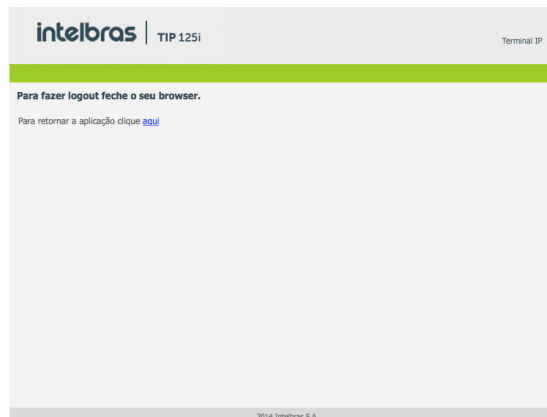 intelbras TIP 125i
Terminal IP
Para fazer logout feche o seu browser.
Para retornar a aplicação clique aqui
2014 Intelbras S.A.